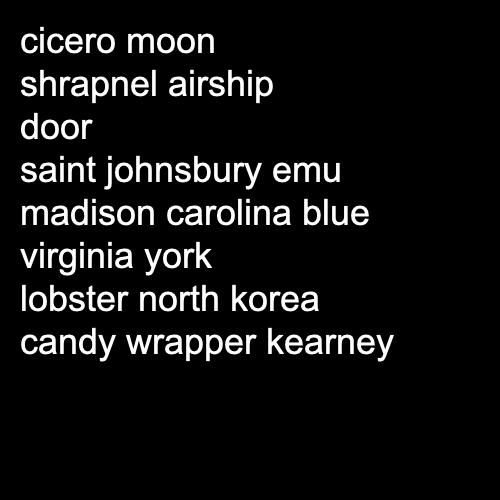 cicero moon
shrapnel airship
door
saint johnsbury emu
madison carolina blue
virginia york
lobster north korea
candy wrapper kearney